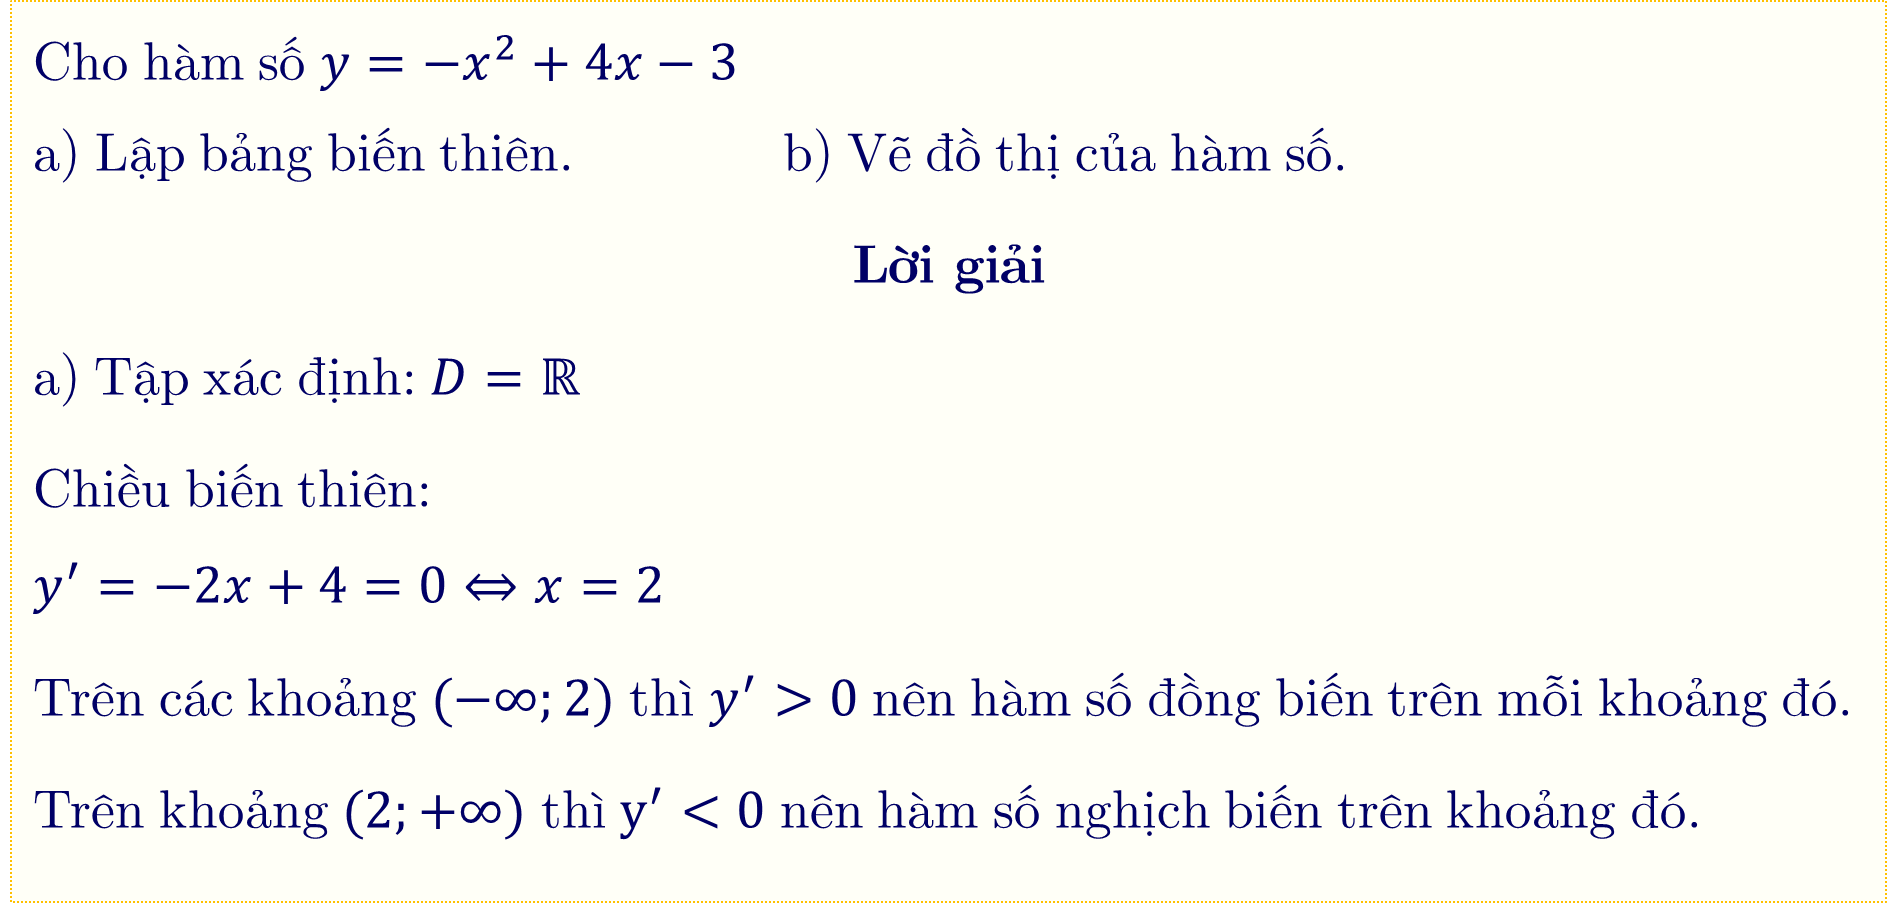 Cho hàm số y = −x² + 4x − 3
a) Lập bảng biến thiên. b) Vẽ đồ thị của hàm số.
Lời giải
a) Tập xác định: D = ℝ
Chiều biến thiên:
y′ = −2x + 4 = 0 ⇔ x = 2
Trên các khoảng (−∞; 2) thì y′ > 0 nên hàm số đồng biến trên mỗi khoảng đó.
Trên khoảng (2; +∞) thì y′ < 0 nên hàm số nghịch biến trên khoảng đó.